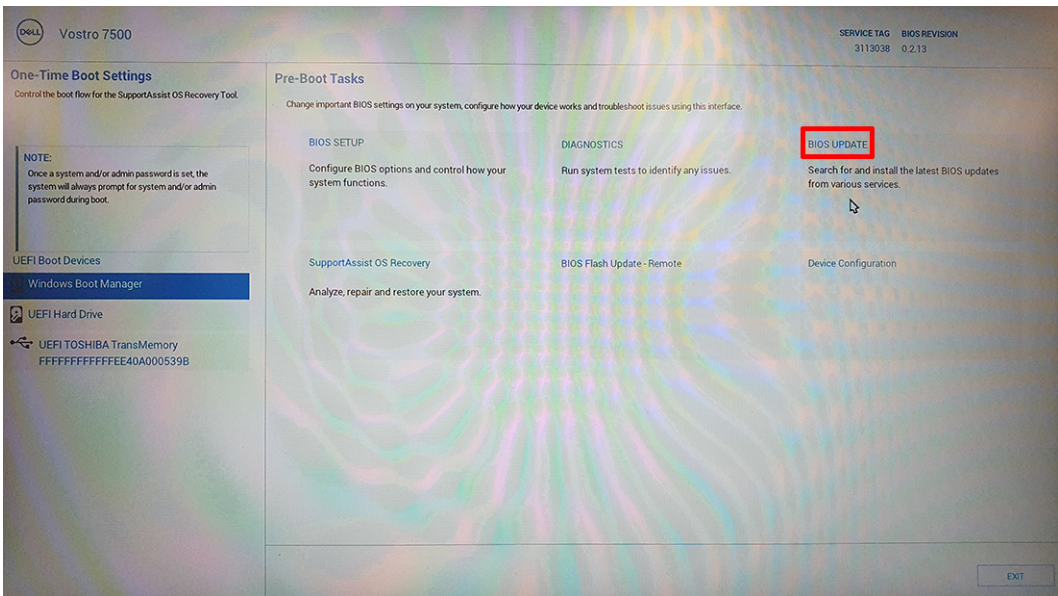 DELL
Vostro 7500
SERVICE TAG BIOS REVISION
3113038 0.2.13
One-Time Boot Settings
Control the boot flow for the SupportAssist OS Recovery Tool.
NOTE:
Once a system and/or admin password is set, the
system will always prompt for system and/or admin
password during boot.
UEFI Boot Devices
Windows Boot Manager
UEFI Hard Drive
UEFI TOSHIBA TransMemory
FFFFFFFFFFFFEE40A000539B
Pre-Boot Tasks
Change important BIOS settings on your system, configure how your device works and troubleshoot issues using this interface.
BIOS SETUP
Configure BIOS options and control how your
system functions.
DIAGNOSTICS
Run system tests to identify any issues.
BIOS UPDATE
Search for and install the latest BIOS updates
from various services.
SupportAssist OS Recovery
Analyze, repair and restore your system.
BIOS Flash Update - Remote
Device Configuration
EXIT